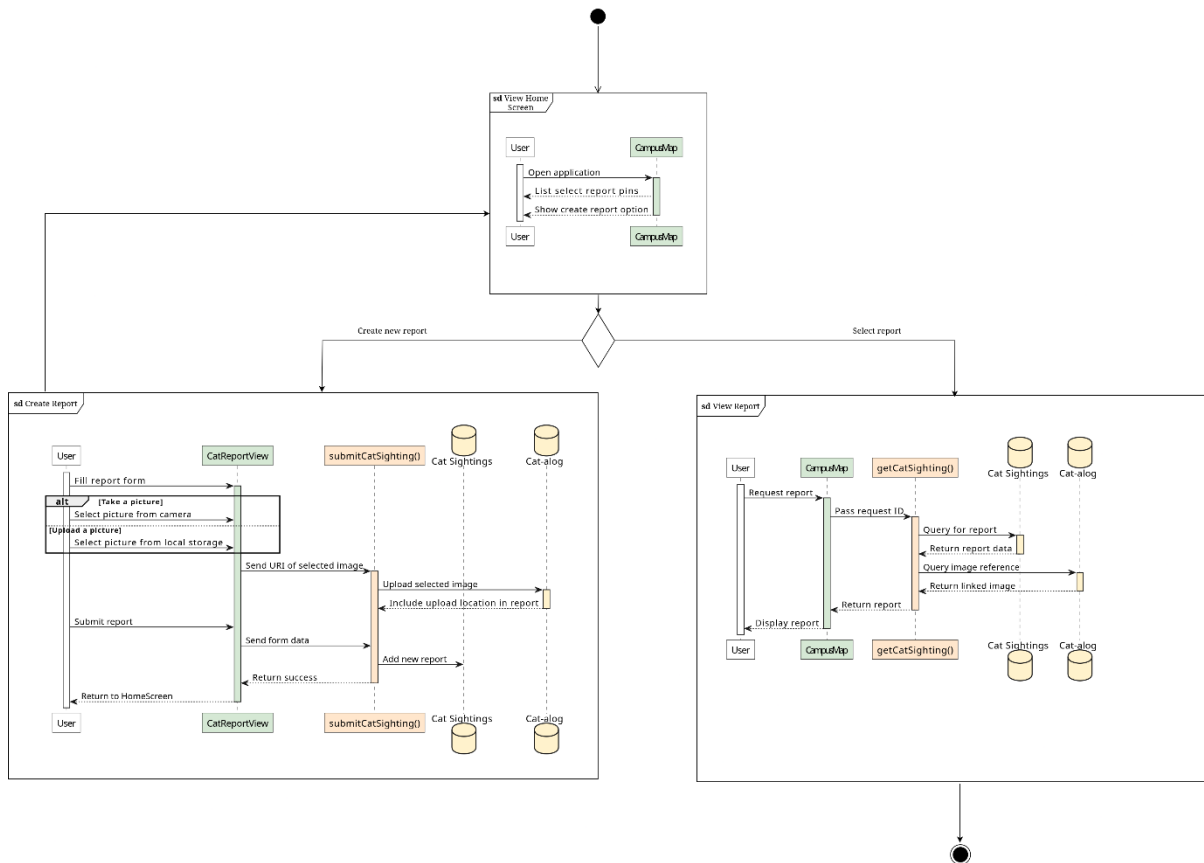 sd View Home
Screen
User
CampusMap
Open application
List select report pins
Show create report option
User
CampusMap
Create new report
Select report
sd Create Report
User
CatReportView
submitCatSighting()
Cat Sightings
Cat-alog
Fill report form
alt
[Take a picture]
Select picture from camera
[Upload a picture]
Select picture from local storage
Send URI of selected image
Upload selected image
Include upload location in report
Submit report
Send form data
Add new report
Return success
Return to HomeScreen
User
CatReportView
submitCatSighting()
Cat Sightings
Cat-alog
sd View Report
User
CampusMap
getCatSighting()
Cat Sightings
Cat-alog
Request report
Pass request ID
Query for report
Return report data
Query image reference
Return linked image
Return report
Display report
User
CampusMap
getCatSighting()
Cat Sightings
Cat-alog